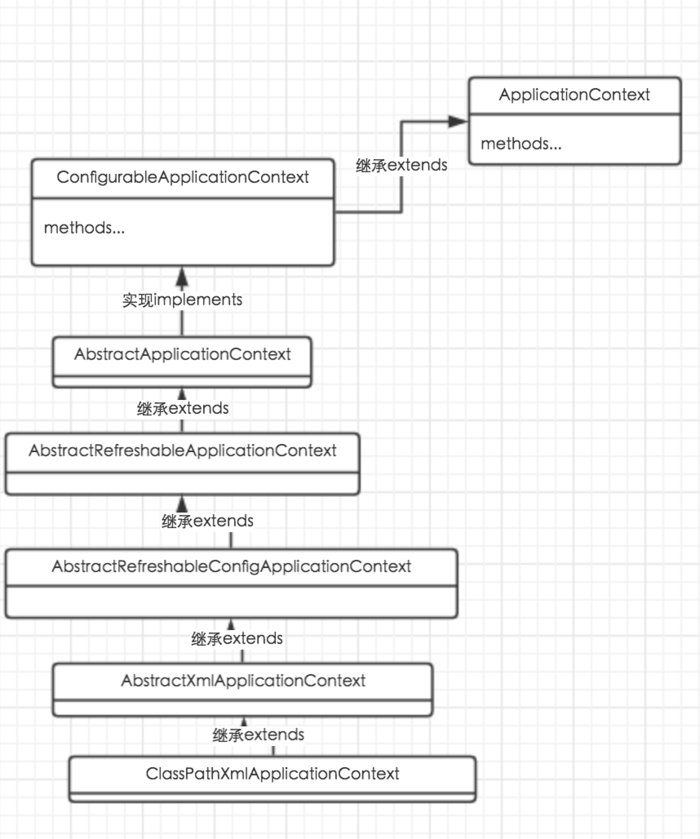 ApplicationContext
methods...
继承extends
ConfigurableApplicationContext
methods...
实现implements
AbstractApplicationContext
继承extends
AbstractRefreshableApplicationContext
继承extends
AbstractRefreshableConfigApplicationContext
继承extends
AbstractXmlApplicationContext
继承extends
ClassPathXmlApplicationContext